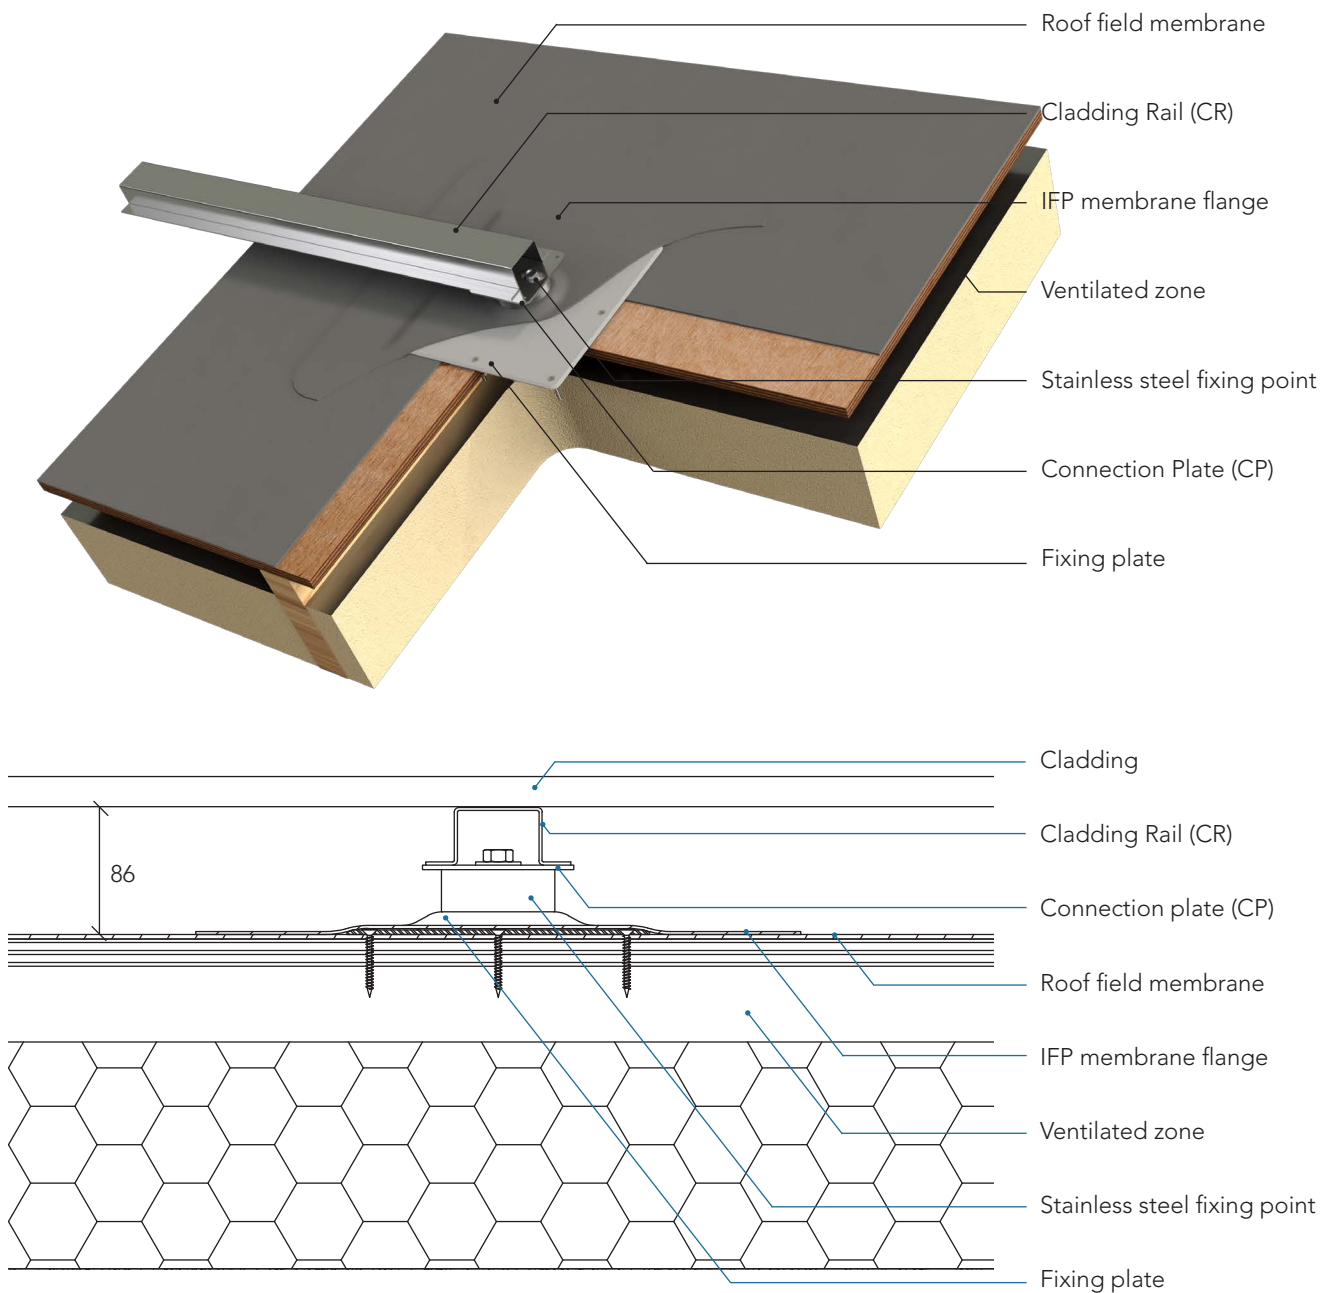 Roof field membrane
Cladding Rail (CR)
IFP membrane flange
Ventilated zone
Stainless steel fixing point
Connection Plate (CP)
Fixing plate
Cladding
Cladding Rail (CR)
86
Connection plate (CP)
Roof field membrane
IFP membrane flange
Ventilated zone
Stainless steel fixing point
Fixing plate